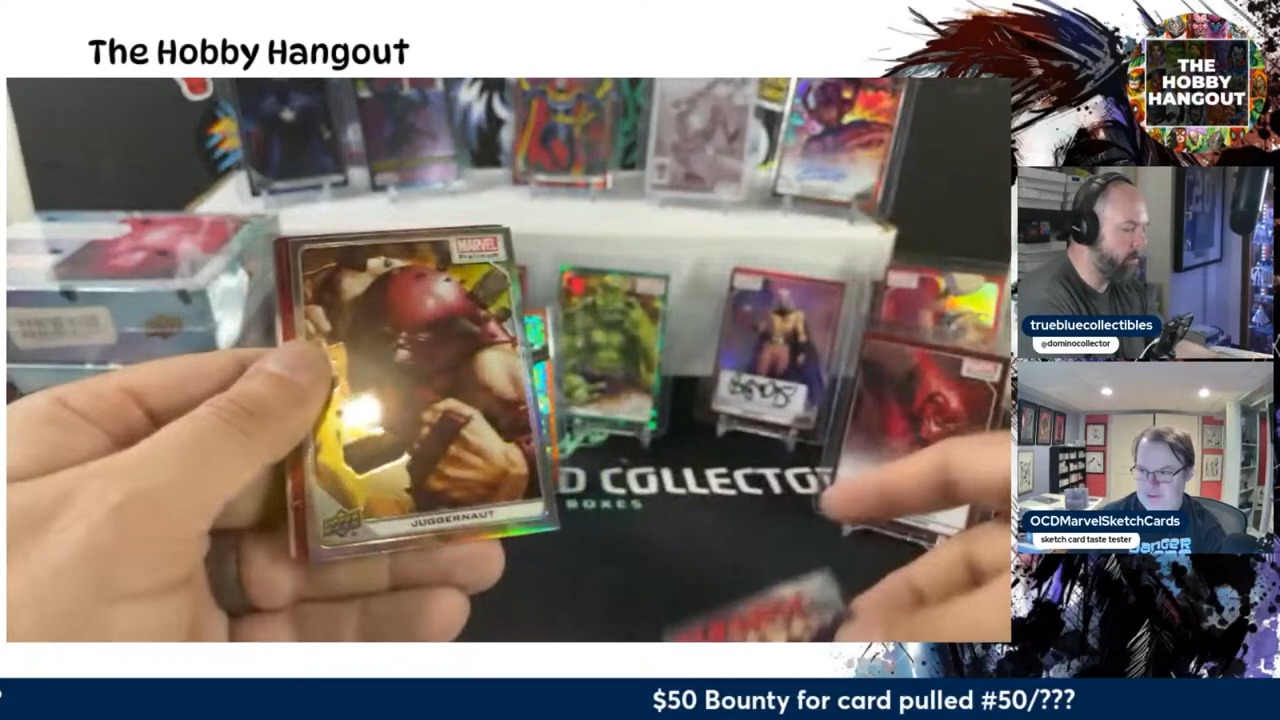 The Hobby Hangout
THE
HOBBY
HANGOUT
MARVEL
Platinum
JUGGERNAUT
D COLLECTO
BOXES
truebluecollectibles
@dominocollector
OCDMarvelSketchCards
sketch card taste tester
Danger
$50 Bounty for card pulled #50/???